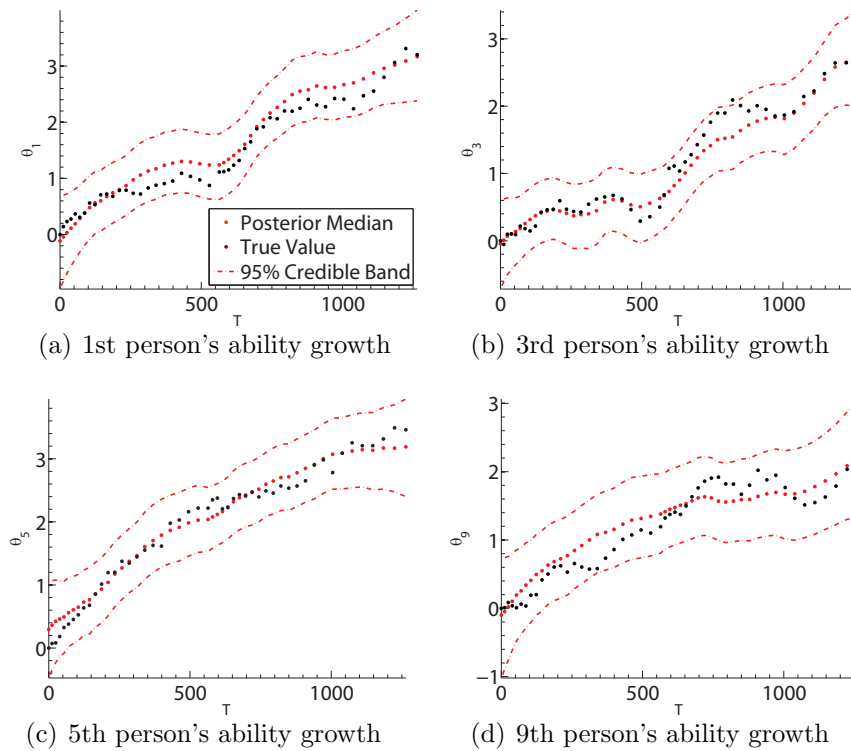 3
2
1
0
θ1
Posterior Median
True Value
95% Credible Band
0
500
1000
T
(a) 1st person's ability growth
3
2
1
0
θ3
0
500
1000
T
(b) 3rd person's ability growth
3
2
1
0
θ5
0
500
1000
T
(c) 5th person's ability growth
3
2
1
0
−1
θ9
0
500
1000
T
(d) 9th person's ability growth